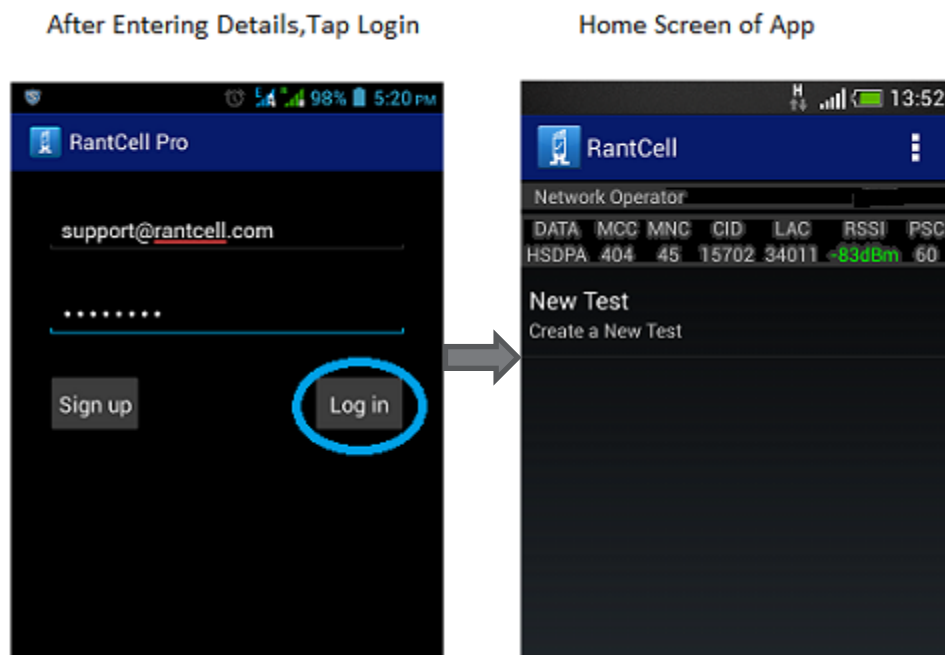 After Entering Details,Tap Login
98% 5:20 PM
RantCell Pro
support@rantcell.com
Sign up
Log in
Home Screen of App
H
13:52
RantCell
Network Operator
DATA MCC MNC CID LAC RSSI PSC
HSDPA 404 45 15702 34011 -83dBm 60
New Test
Create a New Test